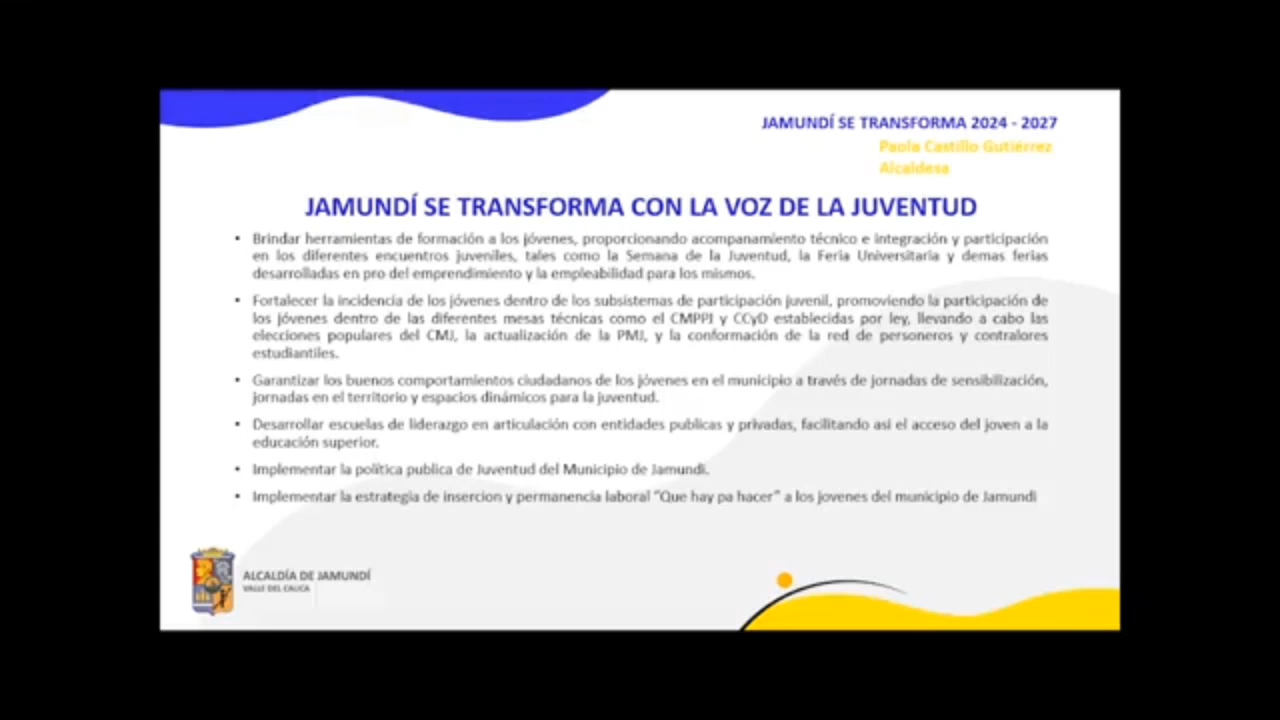 JAMUNDÍ SE TRANSFORMA 2024 - 2027
Paola Castillo Gutiérrez
Alcaldesa
JAMUNDÍ SE TRANSFORMA CON LA VOZ DE LA JUVENTUD
• Brindar herramientas de formación a los jóvenes, proporcionando acompanamiento técnico e integración y participación
en los diferentes encuentros juveniles, tales como la Semana de la Juventud, la Feria Universitaria y demas ferias
desarrolladas en pro del emprendimiento y la empleabilidad para los mismos.
• Fortalecer la incidencia de los jóvenes dentro de los subsistemas de participación juvenil, promoviendo la participación de
los jóvenes dentro de las diferentes mesas técnicas como el CMPPJ y CCyD establecidas por ley, llevando a cabo las
elecciones populares del CMJ, la actualización de la PMJ, y la conformación de la red de personeros y contralores
estudiantiles.
• Garantizar los buenos comportamientos ciudadanos de los jóvenes en el municipio a través de jornadas de sensibilización,
jornadas en el territorio y espacios dinámicos para la juventud.
• Desarrollar escuelas de liderazgo en articulación con entidades publicas y privadas, facilitando asi el acceso del joven a la
educación superior.
• Implementar la política publica de Juventud del Municipio de Jamundí.
• Implementar la estrategia de insercion y permanencia laboral "Que hay pa hacer" a los jovenes del municipio de Jamundi
ALCALDÍA DE JAMUNDÍ
VALLE DEL CAUCA